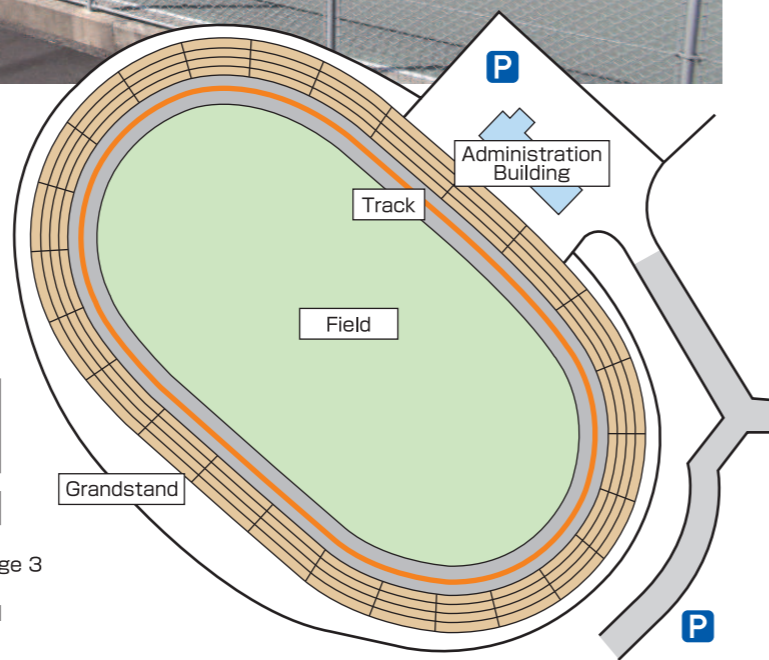 P
Administration
Building
Track
Field
Grandstand
ge 3
P